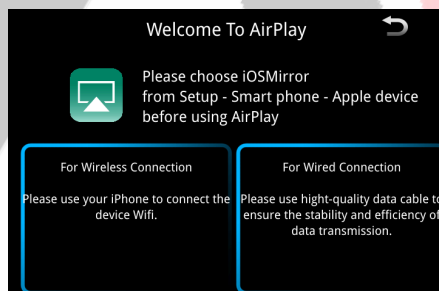 Welcome To AirPlay
Please choose iOSMirror
from Setup - Smart phone - Apple device
before using AirPlay
For Wireless Connection
Please use your iPhone to connect the
device Wifi.
For Wired Connection
Please use hight-quality data cable to
ensure the stability and efficiency of
data transmission.